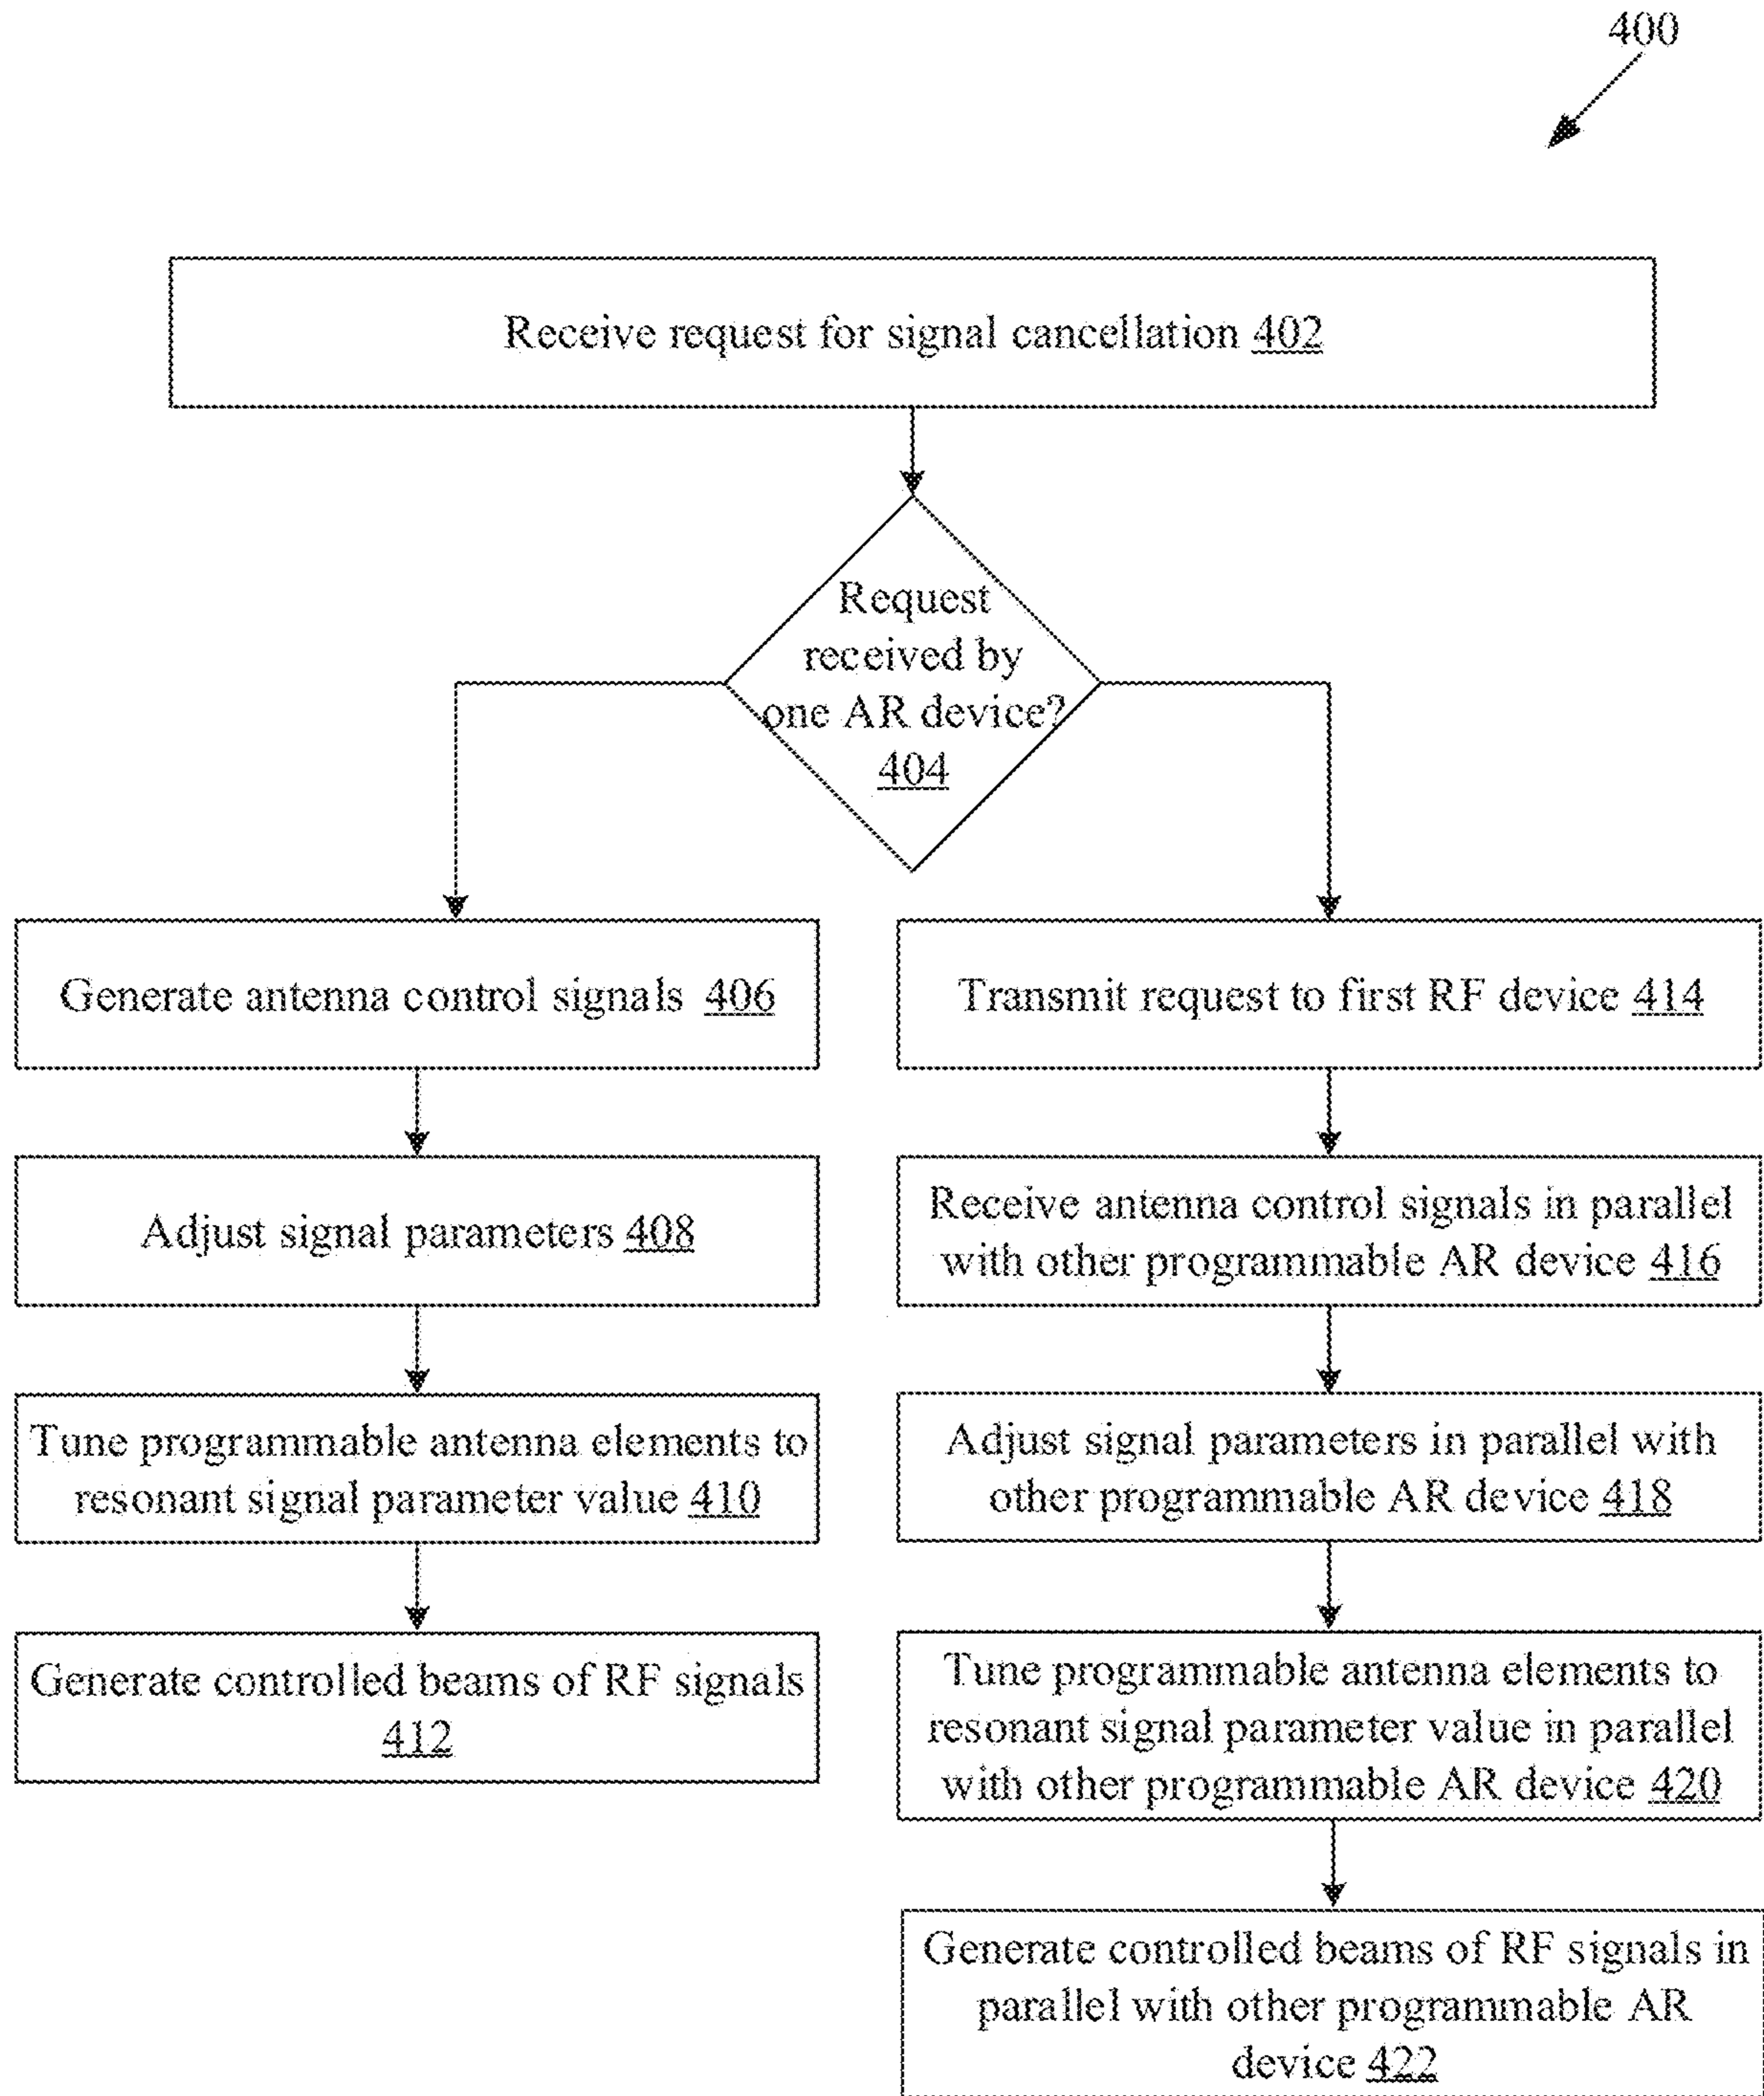 400
Receive request for signal cancellation 402
Request
received by
one AR device?
404
Generate antenna control signals 406
Adjust signal parameters 408
Tune programmable antenna elements to
resonant signal parameter value 410
Generate controlled beams of RF signals
412
Transmit request to first RF device 414
Receive antenna control signals in parallel
with other programmable AR device 416
Adjust signal parameters in parallel with
other programmable AR device 418
Tune programmable antenna elements to
resonant signal parameter value in parallel
with other programmable AR device 420
Generate controlled beams of RF signals in
parallel with other programmable AR
device 422